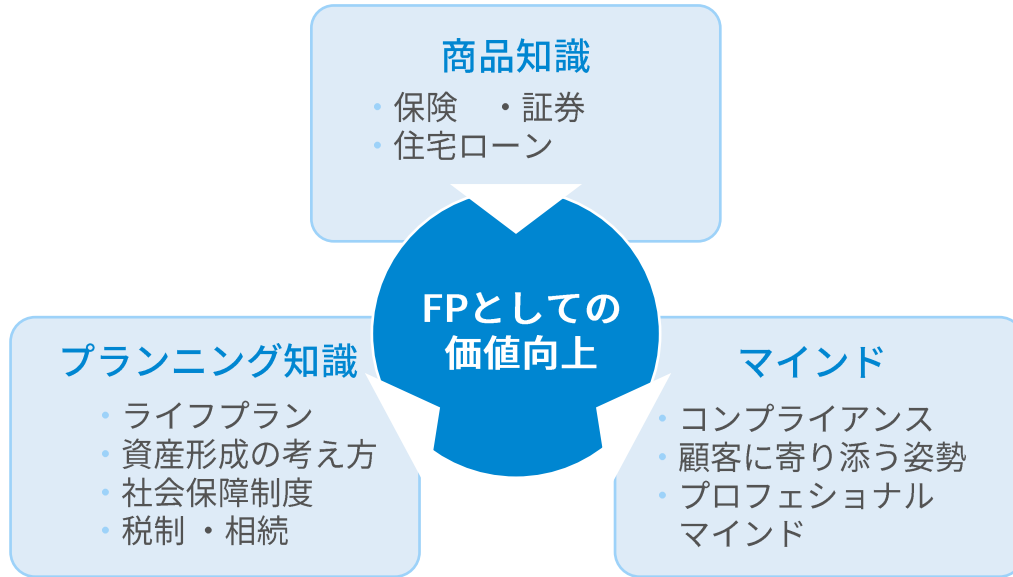 商品知識
・保険　・証券
・住宅ローン
FPとしての
価値向上
プランニング知識
・ライフプラン
・資産形成の考え方
・社会保障制度
・税制 ・相続
マインド
・コンプライアンス
・顧客に寄り添う姿勢
・プロフェショナル
マインド